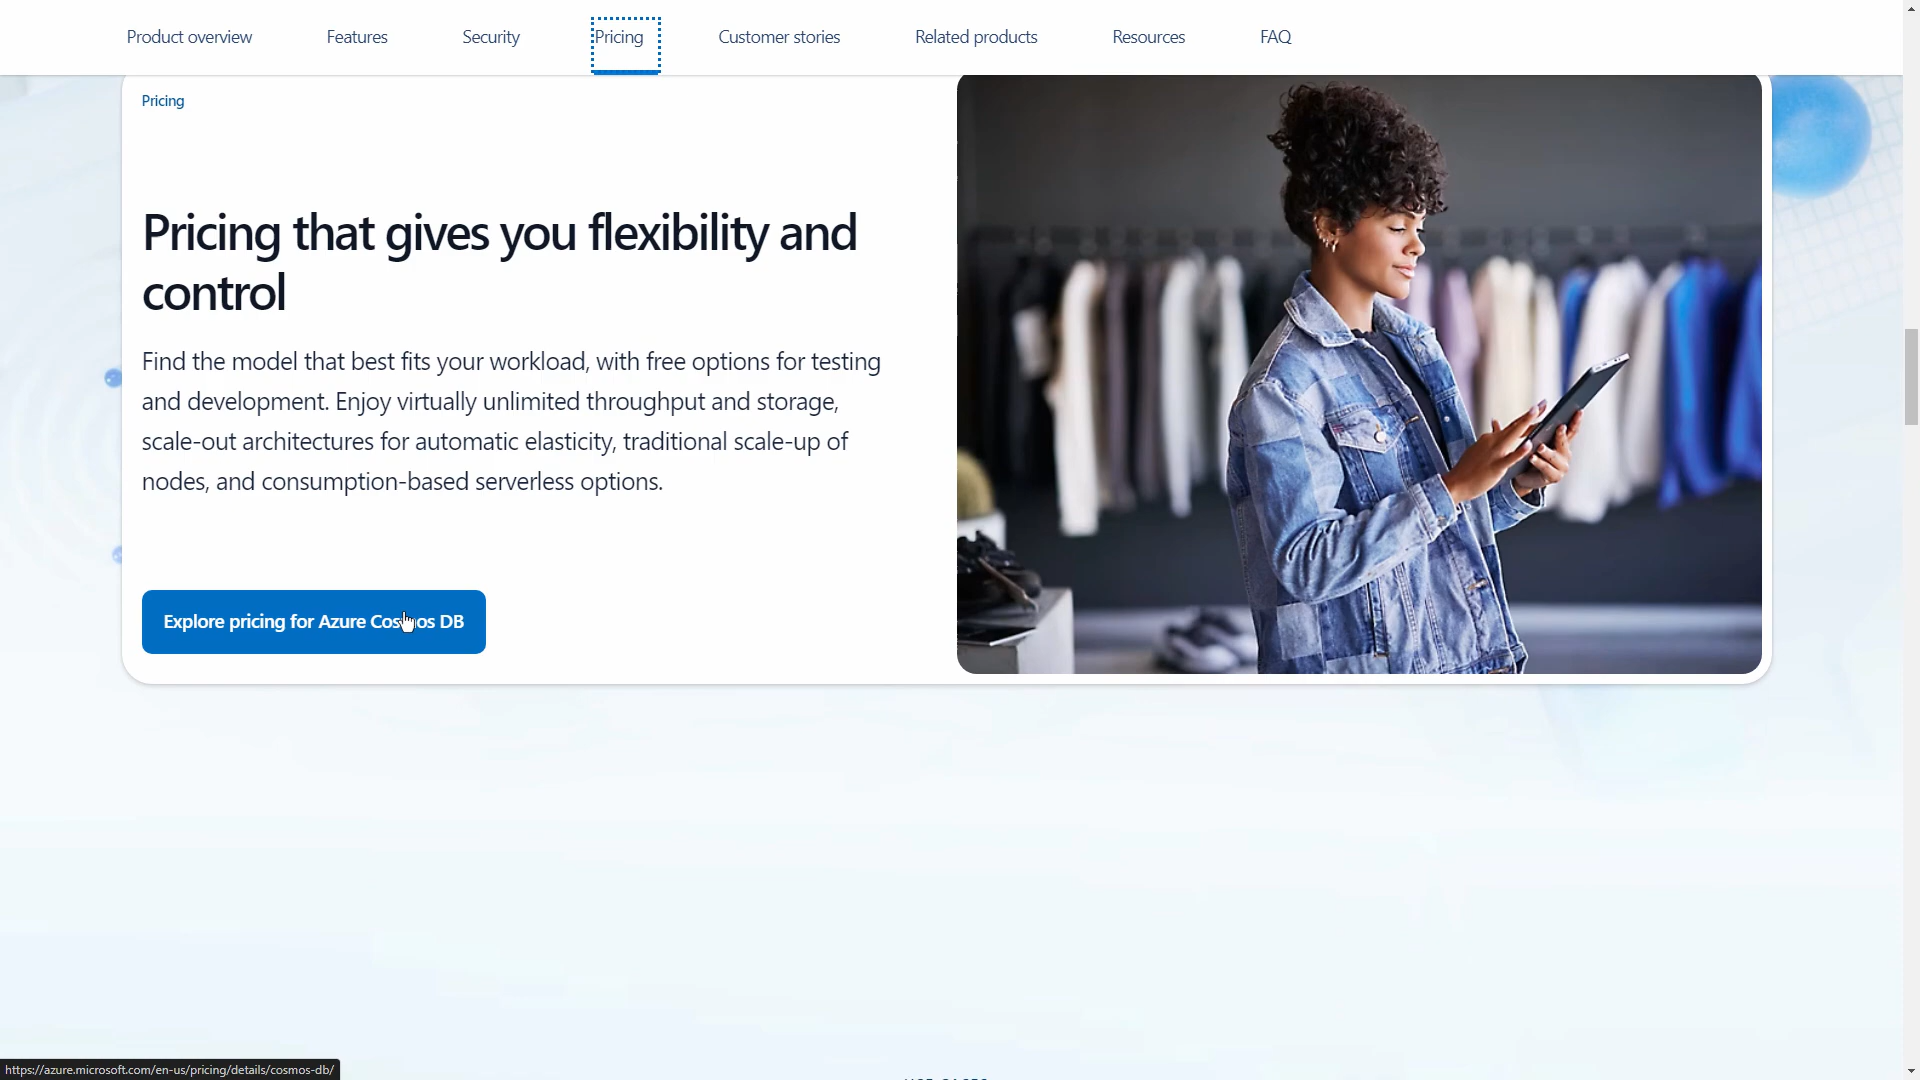 Product overview
Features
Security
Pricing
Customer stories
Related products
Resources
FAQ
Pricing
Pricing that gives you flexibility and
control
Find the model that best fits your workload, with free options for testing
and development. Enjoy virtually unlimited throughput and storage,
scale-out architectures for automatic elasticity, traditional scale-up of
nodes, and consumption-based serverless options.
Explore pricing for Azure Cosmos DB
https://azure.microsoft.com/en-us/pricing/details/cosmos-db/